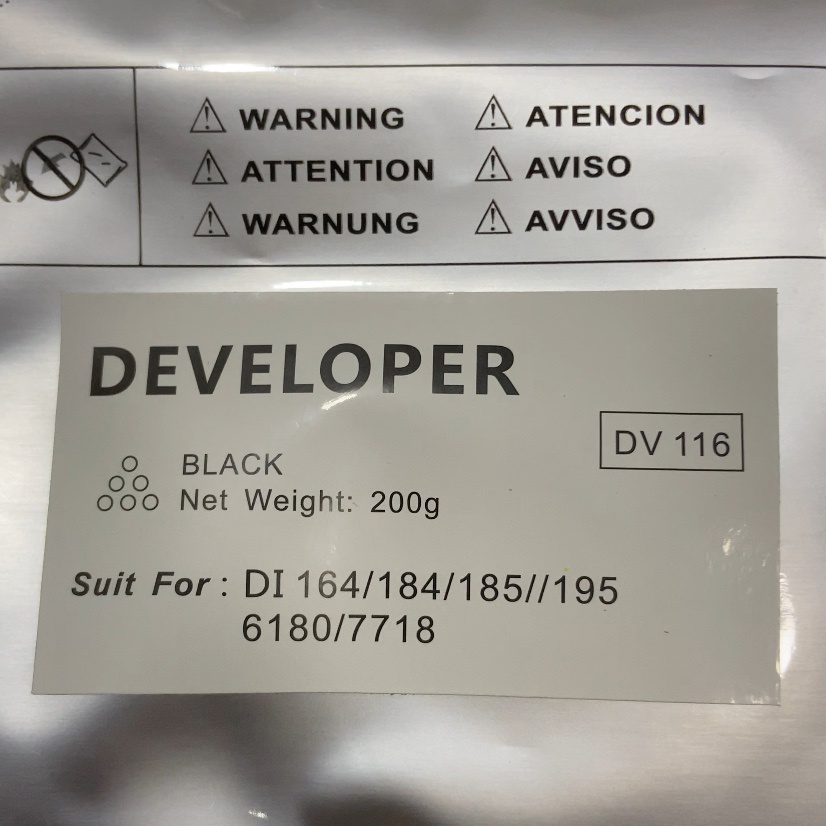 WARNING ATENCION
ATTENTION AVISO
WARNUNG AVVISO
DEVELOPER
DV 116
BLACK
Net Weight: 200g
Suit For : DI 164/184/185//195
6180/7718